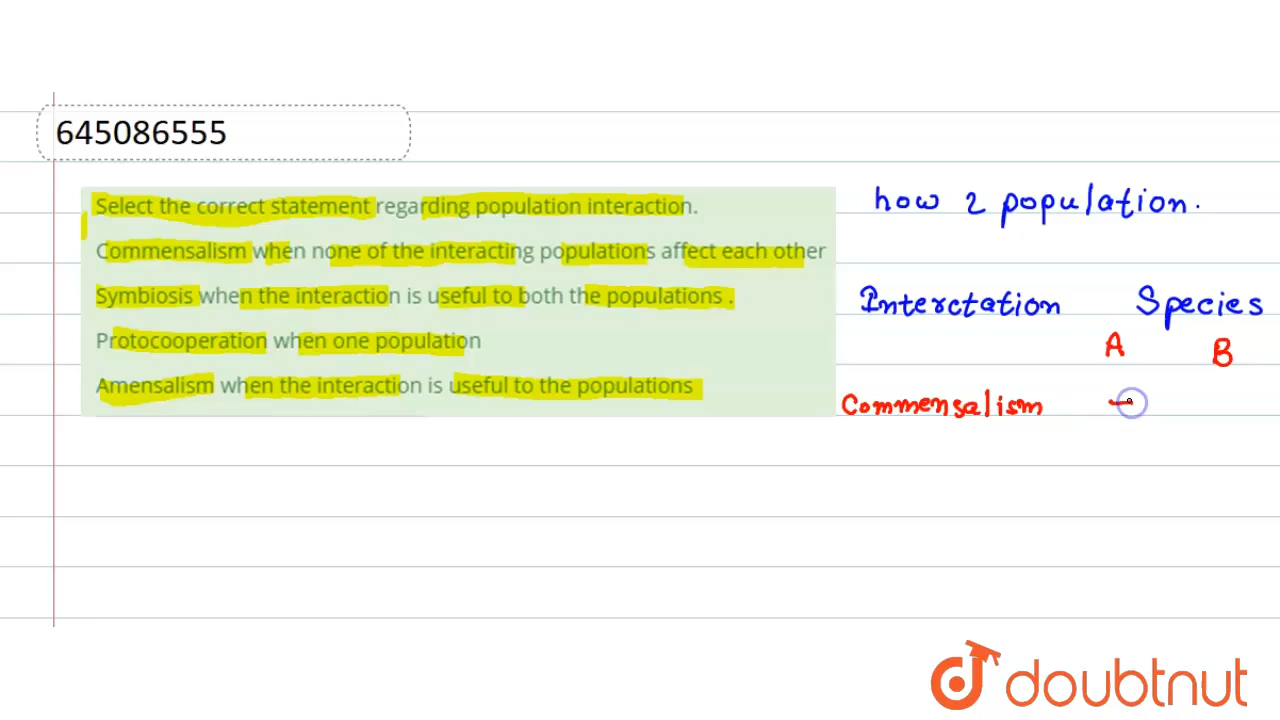 645086555
Select the correct statement regarding population interaction.
Commensalism when none of the interacting populations affect each other
Symbiosis when the interaction is useful to both the populations .
Protocooperation when one population
Amensalism when the interaction is useful to the populations
how 2 population.
Interctation Species
A B
Commensalism
doubtnut